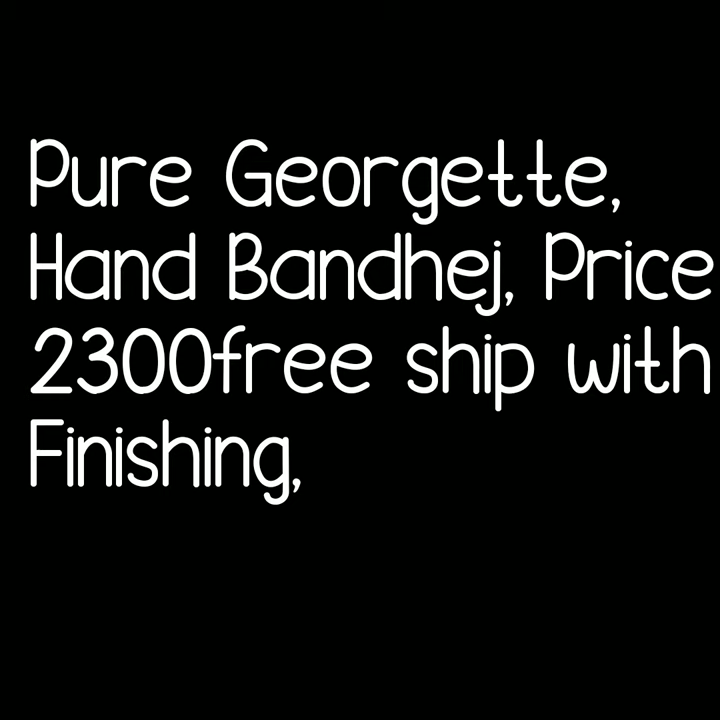 Pure Georgette,
Hand Bandhej, Price
2300free ship with
Finishing,